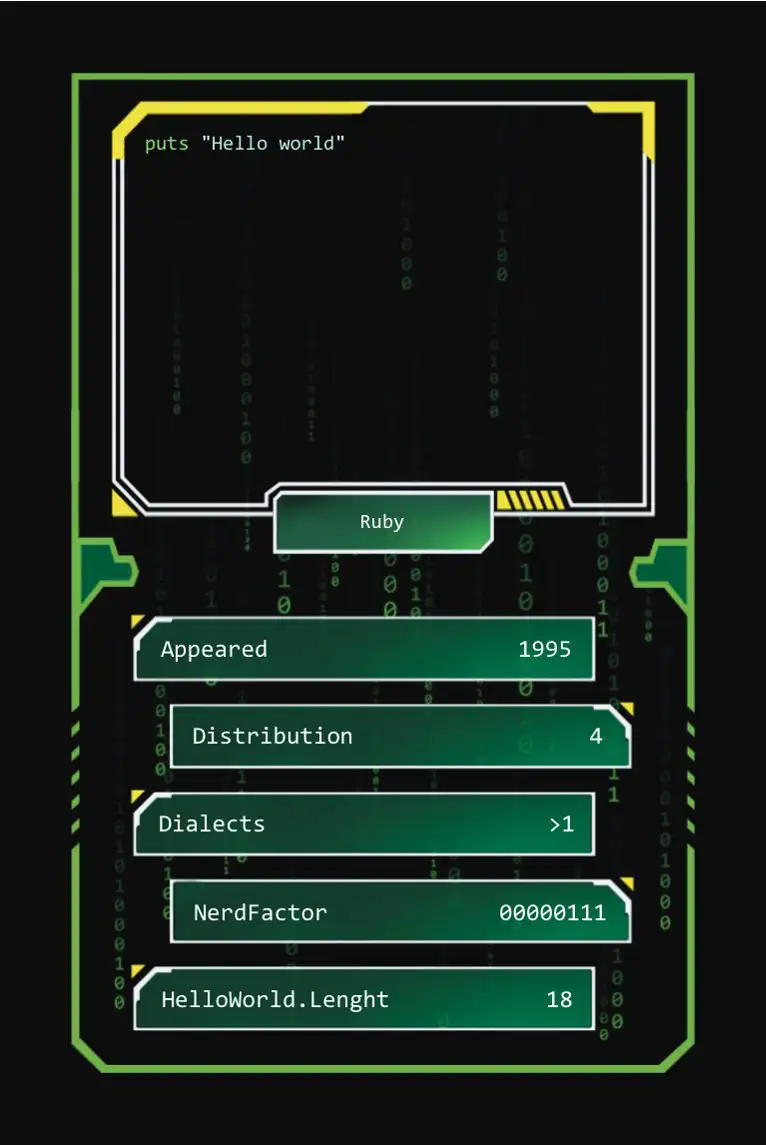 puts "Hello world"
Ruby
Appeared 1995
Distribution 4
Dialects >1
NerdFactor 00000111
HelloWorld.Lenght 18